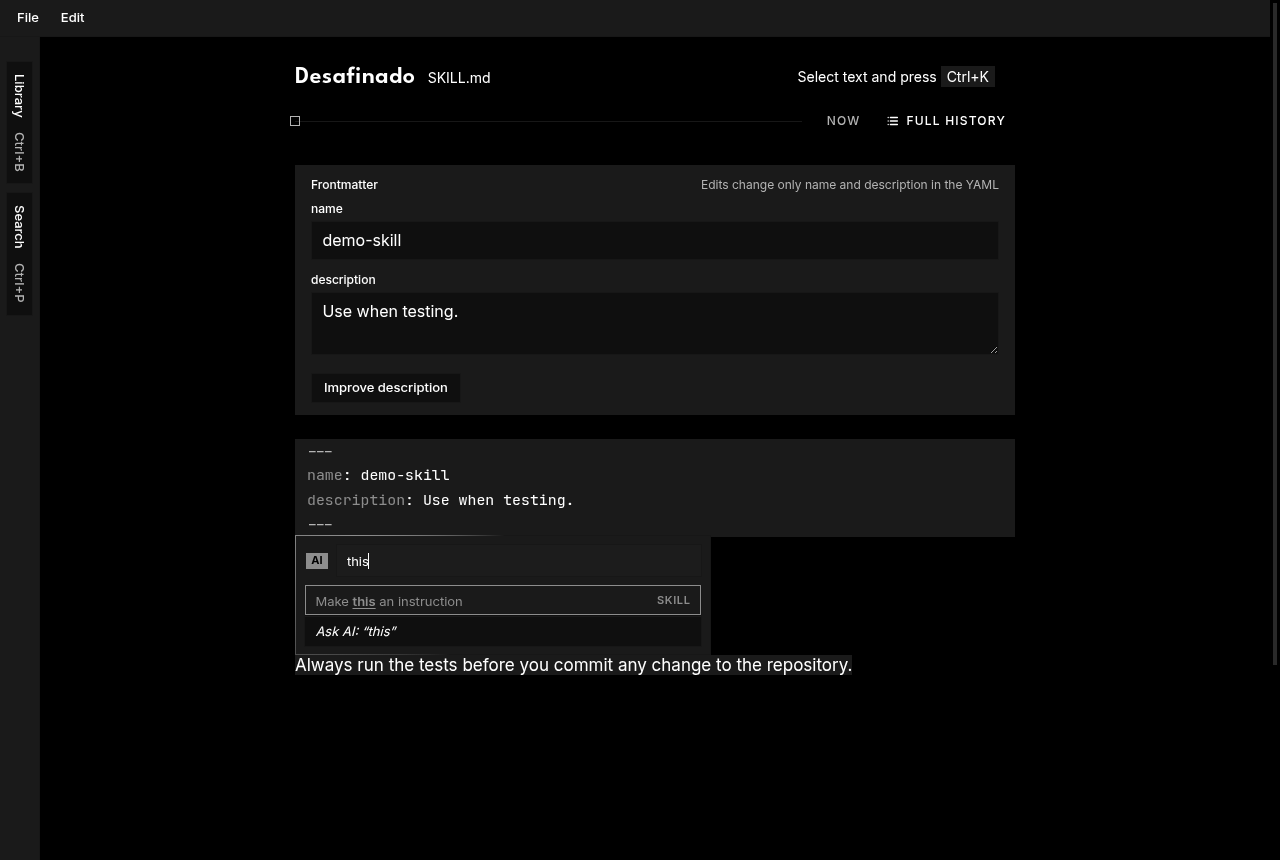 File Edit
Library Ctrl+B
Search Ctrl+P
Desafinado SKILL.md Select text and press Ctrl+K
NOW FULL HISTORY
Frontmatter Edits change only name and description in the YAML
name
demo-skill
description
Use when testing.
Improve description
---
name: demo-skill
description: Use when testing.
---
AI this
Make this an instruction SKILL
Ask AI: “this”
Always run the tests before you commit any change to the repository.